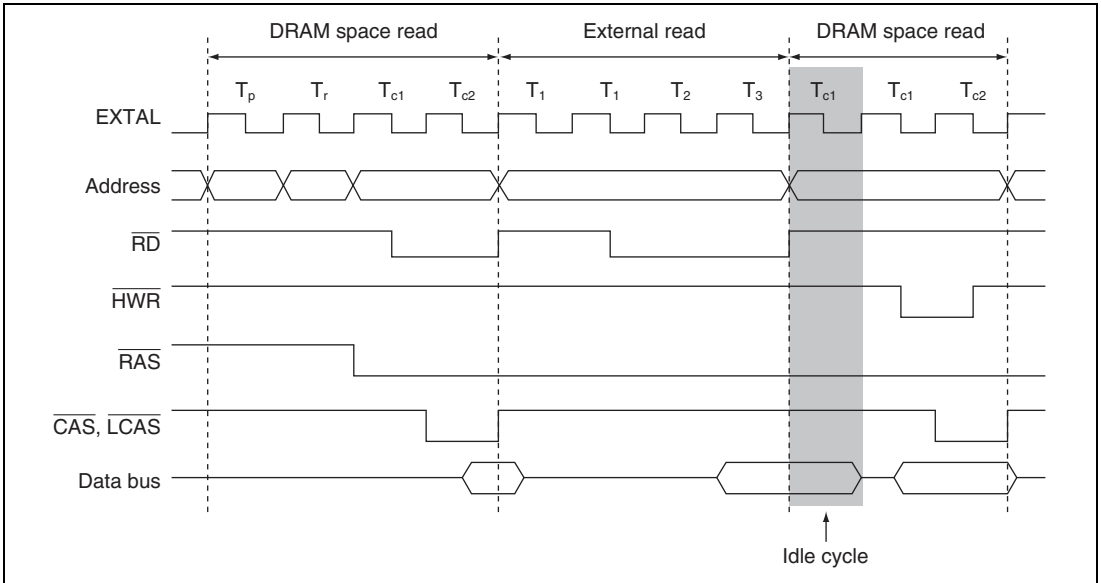 DRAM space read External read DRAM space read
Tp Tr Tc1 Tc2 T1 T1 T2 T3 Tc1 Tc1 Tc2
EXTAL
Address
RD
HWR
RAS
CAS, LCAS
Data bus
Idle cycle